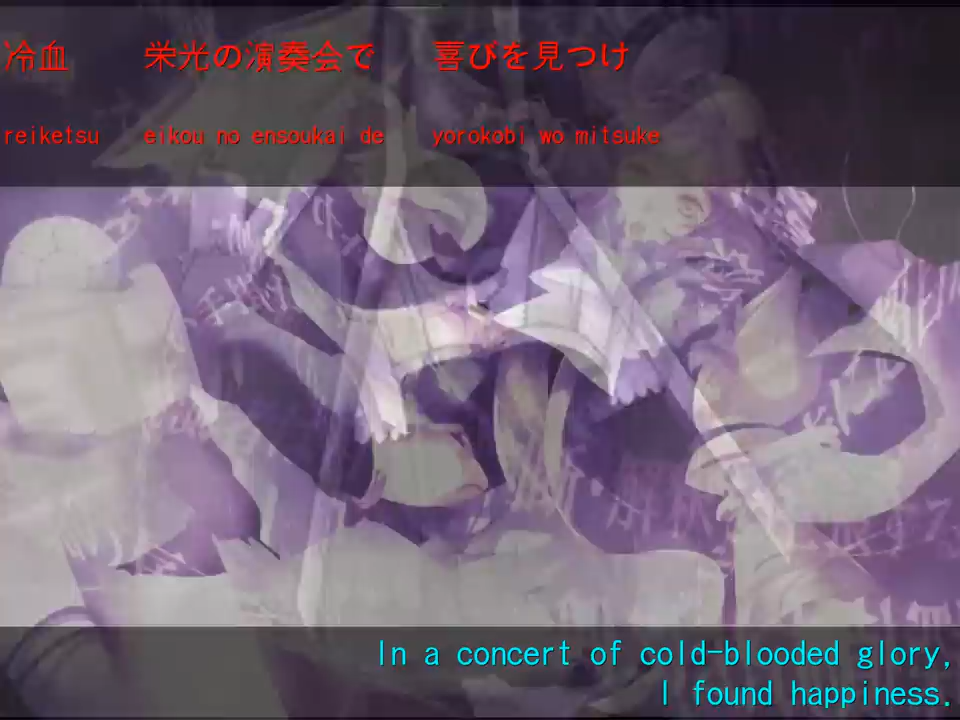 冷血　栄光の演奏会で　喜びを見つけ
reiketsu eikou no ensoukai de yorokobi wo mitsuke
In a concert of cold-blooded glory,
I found happiness.